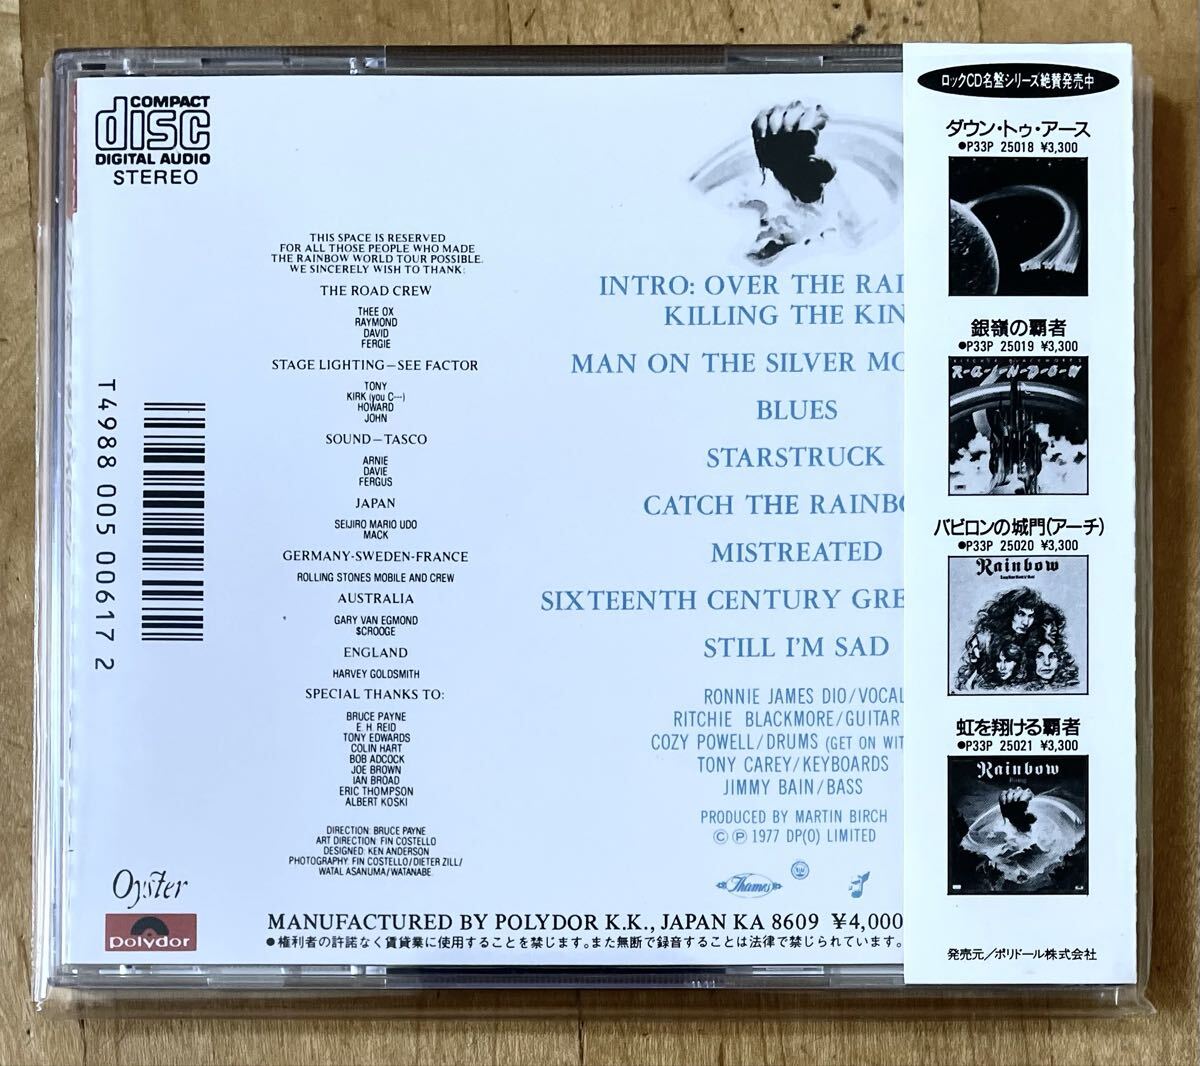 COMPACT
disc
DIGITAL AUDIO
STEREO
THIS SPACE IS RESERVED
FOR ALL THOSE PEOPLE WHO MADE
THE RAINBOW WORLD TOUR POSSIBLE.
WE SINCERELY WISH TO THANK:
THE ROAD CREW
THEE OX
RAYMOND
DAVID
FERGIE
STAGE LIGHTING–SEE FACTOR
TONY
KIRK (you C---)
HOWARD
JOHN
SOUND–TASCO
ARNIE
DAVIE
FERGUS
JAPAN
SEIJIRO MARIO UDO
MACK
GERMANY-SWEDEN-FRANCE
ROLLING STONES MOBILE AND CREW
AUSTRALIA
GARY VAN EGMOND
$CROOGE
ENGLAND
HARVEY GOLDSMITH
SPECIAL THANKS TO:
BRUCE PAYNE
E. H. REID
TONY EDWARDS
COLIN HART
BOB ADCOCK
JOE BROWN
IAN BROAD
ERIC THOMPSON
ALBERT KOSKI
DIRECTION: BRUCE PAYNE
ART DIRECTION: FIN COSTELLO
DESIGNED: KEN ANDERSON
PHOTOGRAPHY: FIN COSTELLO/DIETER ZILL/
WATAL ASANUMA/WATANABE.
T4988 005 00617 2
Oyster
polydor
INTRO: OVER THE RAI
KILLING THE KIN
MAN ON THE SILVER MO
BLUES
STARSTRUCK
CATCH THE RAINBO
MISTREATED
SIXTEENTH CENTURY GRE
STILL I'M SAD
RONNIE JAMES DIO/VOCAL
RITCHIE BLACKMORE/GUITAR
COZY POWELL/DRUMS (GET ON WIT
TONY CAREY/KEYBOARDS
JIMMY BAIN/BASS
PRODUCED BY MARTIN BIRCH
Ⓒ Ⓟ 1977 DP(O) LIMITED
Thames
MANUFACTURED BY POLYDOR K.K., JAPAN KA 8609 ¥4,000
●権利者の許諾なく賃貸業に使用することを禁じます。また無断で録音することは法律で禁じられています。
ロックCD名盤シリーズ絶賛発売中
ダウン・トゥ・アース
●P33P 25018 ¥3,300
DOWN TO EARTH
銀嶺の覇者
●P33P 25019 ¥3,300
RITCHIE BLACKMORE'S
R-A-I-N-B-O-W
バビロンの城門(アーチ)
●P33P 25020 ¥3,300
Rainbow
Long Live Rock'n'Roll
虹を翔ける覇者
●P33P 25021 ¥3,300
Rainbow
Rising
発売元／ポリドール株式会社